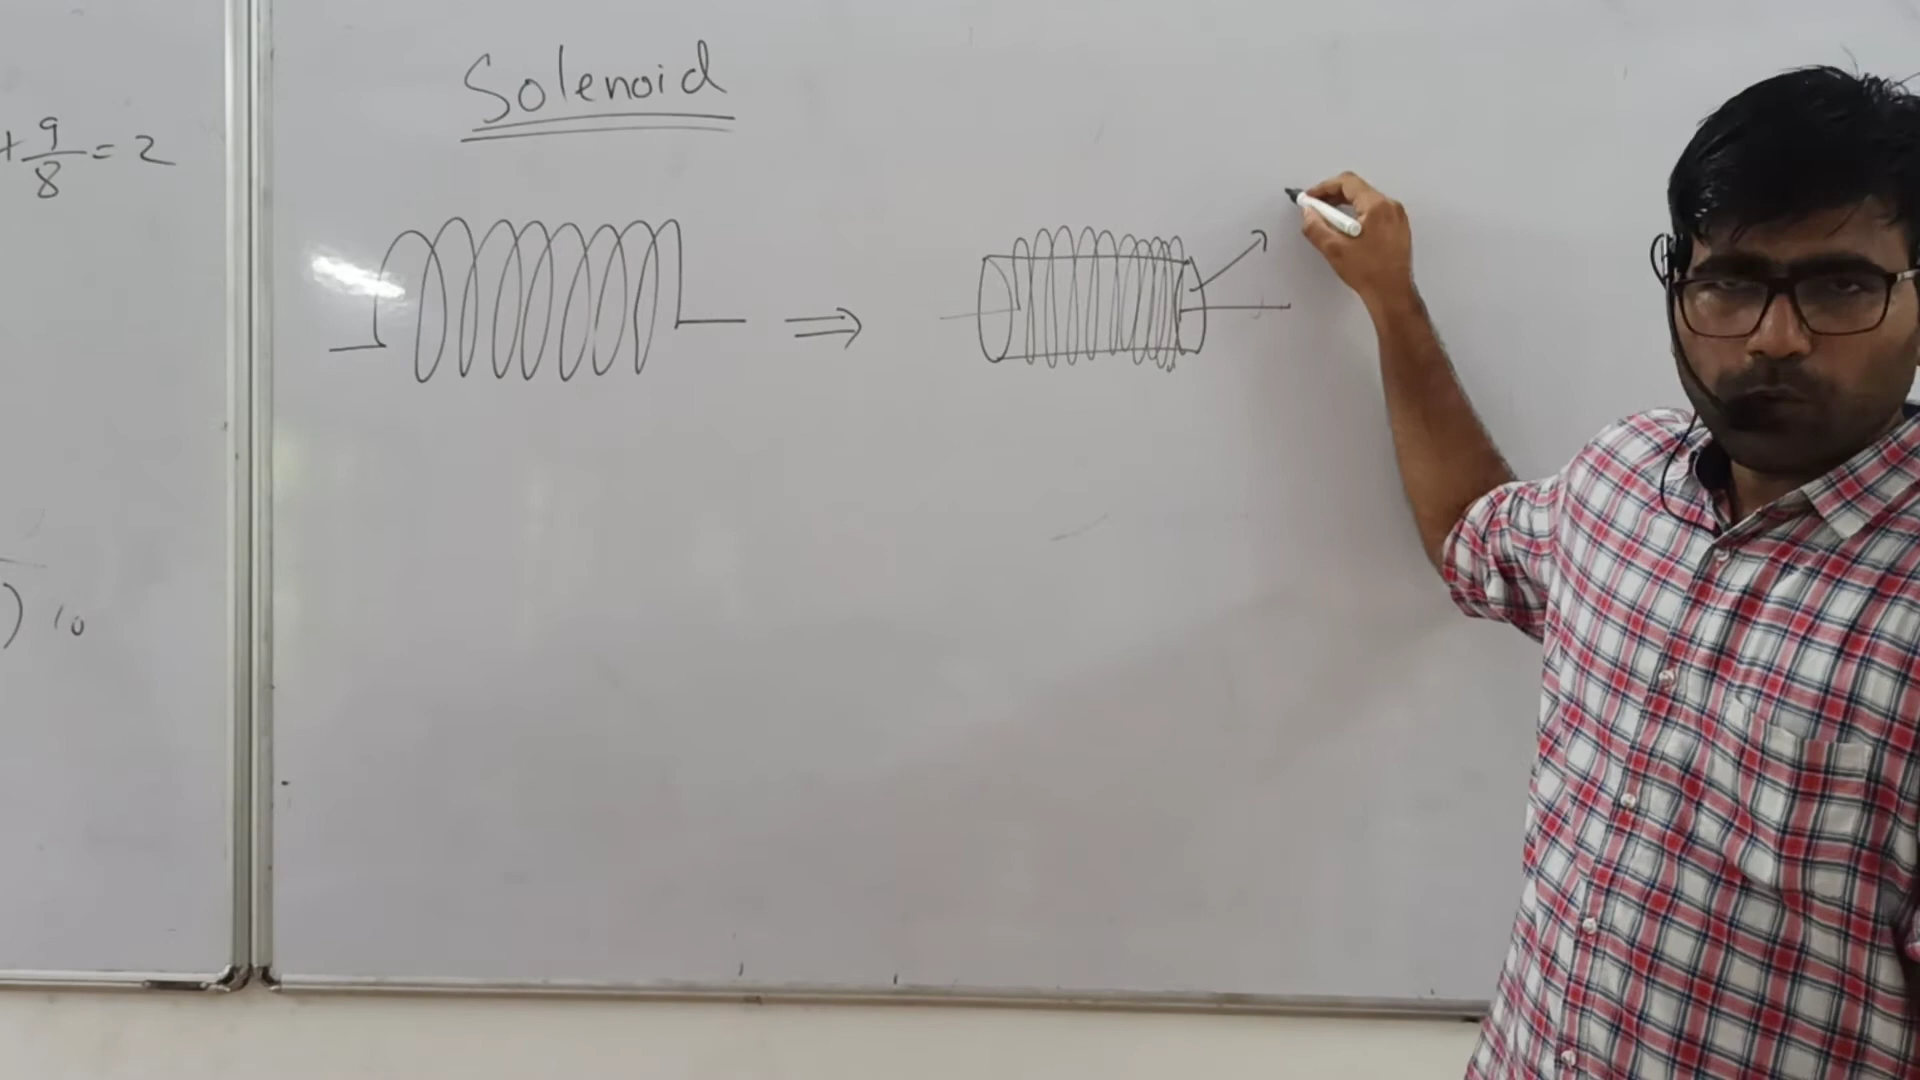 Solenoid
+ 9/8 = 2
) 10